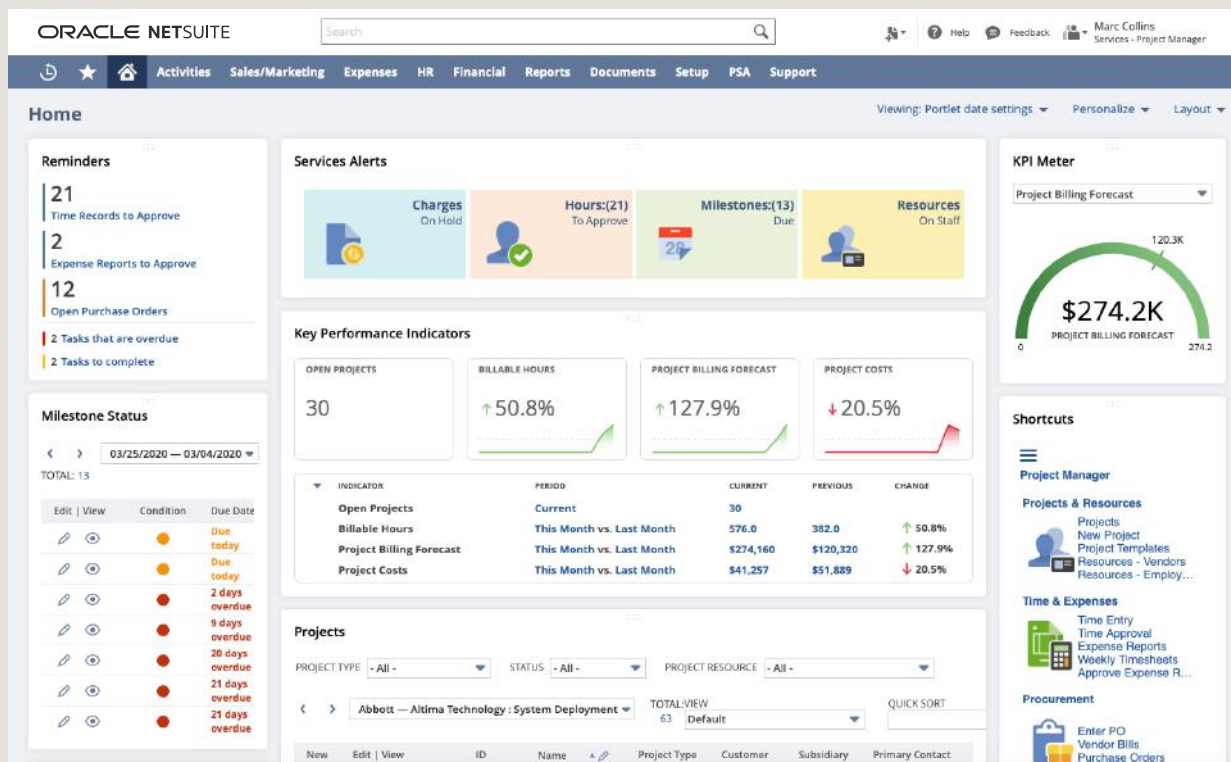 ORACLE NETSUITE
Search
Help
Feedback
Marc Collins
Services - Project Manager
Activities Sales/Marketing Expenses HR Financial Reports Documents Setup PSA Support
Home
Viewing: Portlet date settings Personalize Layout
Reminders
21
Time Records to Approve
2
Expense Reports to Approve
12
Open Purchase Orders
2 Tasks that are overdue
2 Tasks to complete
Milestone Status
03/25/2020 — 03/04/2020
TOTAL: 13
Edit | View Condition Due Date
Due today
Due today
2 days overdue
9 days overdue
20 days overdue
21 days overdue
21 days overdue
Services Alerts
Charges
On Hold
Hours:(21)
To Approve
Milestones:(13)
Due
28
Resources
On Staff
Key Performance Indicators
OPEN PROJECTS
30
BILLABLE HOURS
↑50.8%
PROJECT BILLING FORECAST
↑127.9%
PROJECT COSTS
↓20.5%
INDICATOR PERIOD CURRENT PREVIOUS CHANGE
Open Projects Current 30
Billable Hours This Month vs. Last Month 576.0 382.0 ↑ 50.8%
Project Billing Forecast This Month vs. Last Month $274,160 $120,320 ↑ 127.9%
Project Costs This Month vs. Last Month $41,257 $51,889 ↓ 20.5%
Projects
PROJECT TYPE - All - STATUS - All - PROJECT RESOURCE - All -
Abbott — Altima Technology : System Deployment
TOTAL: 63
VIEW Default
QUICK SORT
New Edit | View ID Name Project Type Customer Subsidiary Primary Contact
KPI Meter
Project Billing Forecast
120.3K
$274.2K
PROJECT BILLING FORECAST
0
274.2
Shortcuts
Project Manager
Projects & Resources
Projects
New Project
Project Templates
Resources - Vendors
Resources - Employ...
Time & Expenses
Time Entry
Time Approval
Expense Reports
Weekly Timesheets
Approve Expense R...
Procurement
Enter PO
Vendor Bills
Purchase Orders